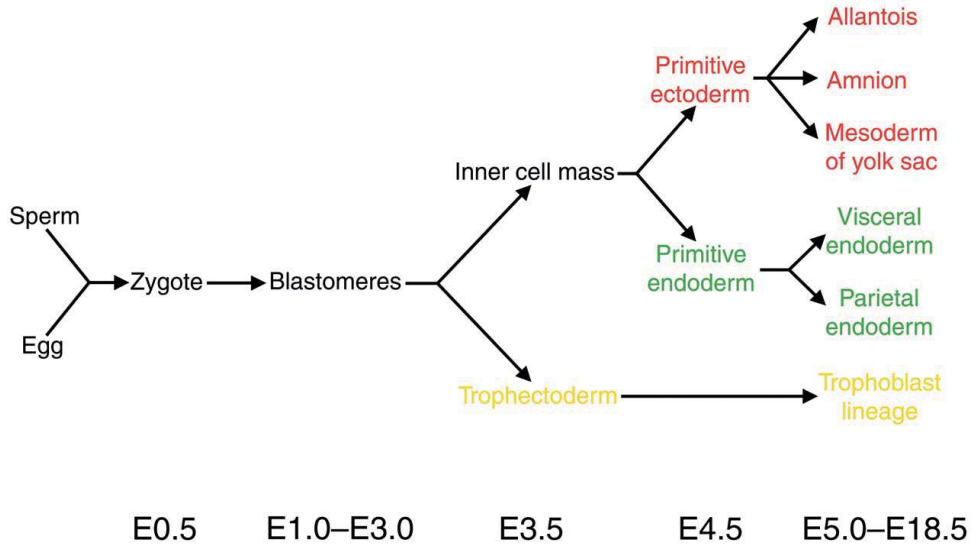 Allantois
Primitive
ectoderm
Amnion
Mesoderm
of yolk sac
Inner cell mass
Sperm
Visceral
endoderm
Primitive
endoderm
Zygote
Blastomeres
Parietal
endoderm
Egg
Trophectoderm
Trophoblast
lineage
E0.5
E1.0–E3.0
E3.5
E4.5
E5.0–E18.5